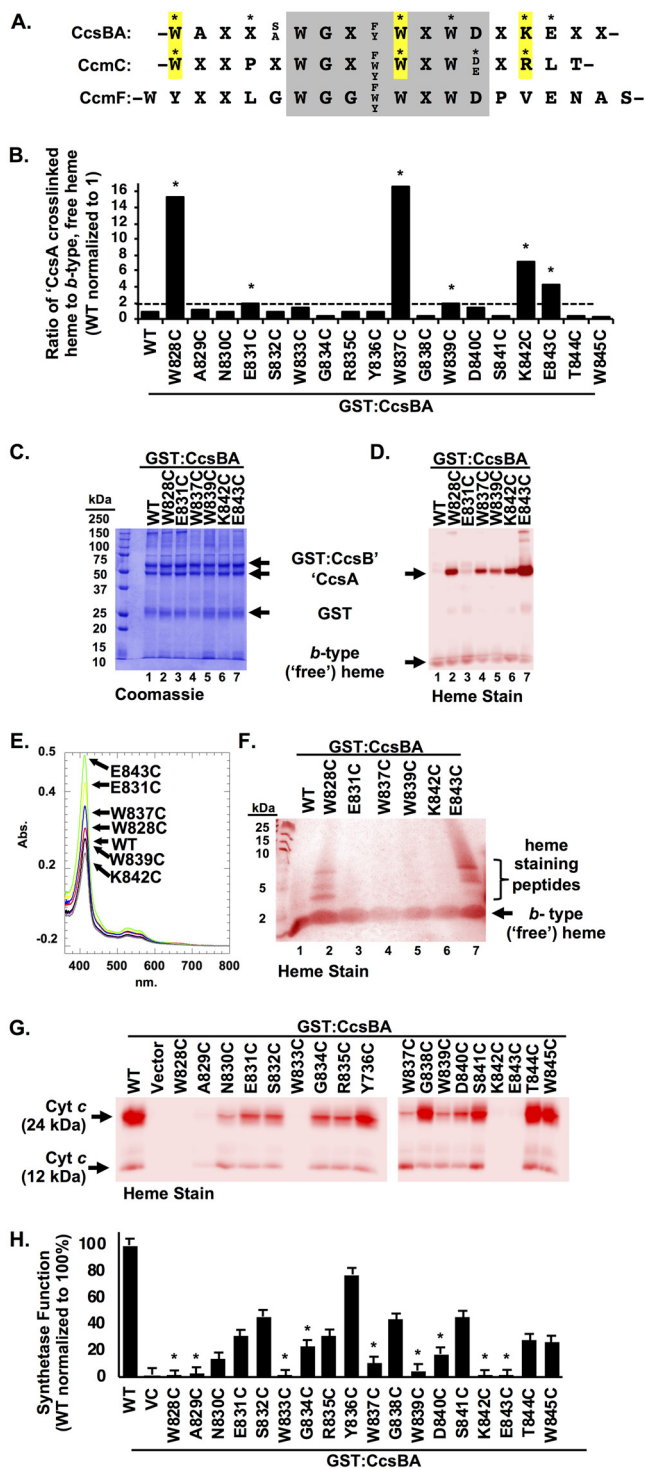 A.
* * * * * *
CcsBA: –W A X X S/A W G X F/Y W X W D X K E X X–
* * * *
CcmC: –W X X P X W G X F/W/Y W X W D/E X R L T–
CcmF:–W Y X X L G W G G F/W/Y W X W D P V E N A S–
B.
Ratio of 'CcsA crosslinked
heme to b-type, free heme
(WT normalized to 1)
16
14
12
10
8
6
4
2
0
* * * * * *
WT W828C A829C N830C E831C S832C W833C G834C R835C Y836C W837C G838C W839C D840C S841C K842C E843C T844C W845C
GST:CcsBA
C.
GST:CcsBA
WT W828C E831C W837C W839C K842C E843C
kDa
250
150
100
75
50
37
25
20
15
10
1 2 3 4 5 6 7
Coomassie
GST:CcsB'
'CcsA
GST
b-type
('free') heme
D.
GST:CcsBA
WT W828C E831C W837C W839C K842C E843C
1 2 3 4 5 6 7
Heme Stain
E.
Abs.
0.5
0.4
0.2
-0.2
E843C
E831C
W837C
W828C
WT
W839C
K842C
400 500 600 700 800
nm.
F.
GST:CcsBA
WT W828C E831C W837C W839C K842C E843C
kDa
25
15
10
5
2
1 2 3 4 5 6 7
Heme Stain
heme
staining
peptides
b- type
('free') heme
G.
GST:CcsBA
WT Vector W828C A829C N830C E831C S832C W833C G834C R835C Y736C W837C G838C W839C D840C S841C K842C E843C T844C W845C
Cyt c
(24 kDa)
Cyt c
(12 kDa)
Heme Stain
H.
Synthetase Function
(WT normalized to 100%)
100
80
60
40
20
0
* * * * * * * * *
WT VC W828C A829C N830C E831C S832C W833C G834C R835C Y836C W837C G838C W839C D840C S841C K842C E843C T844C W845C
GST:CcsBA